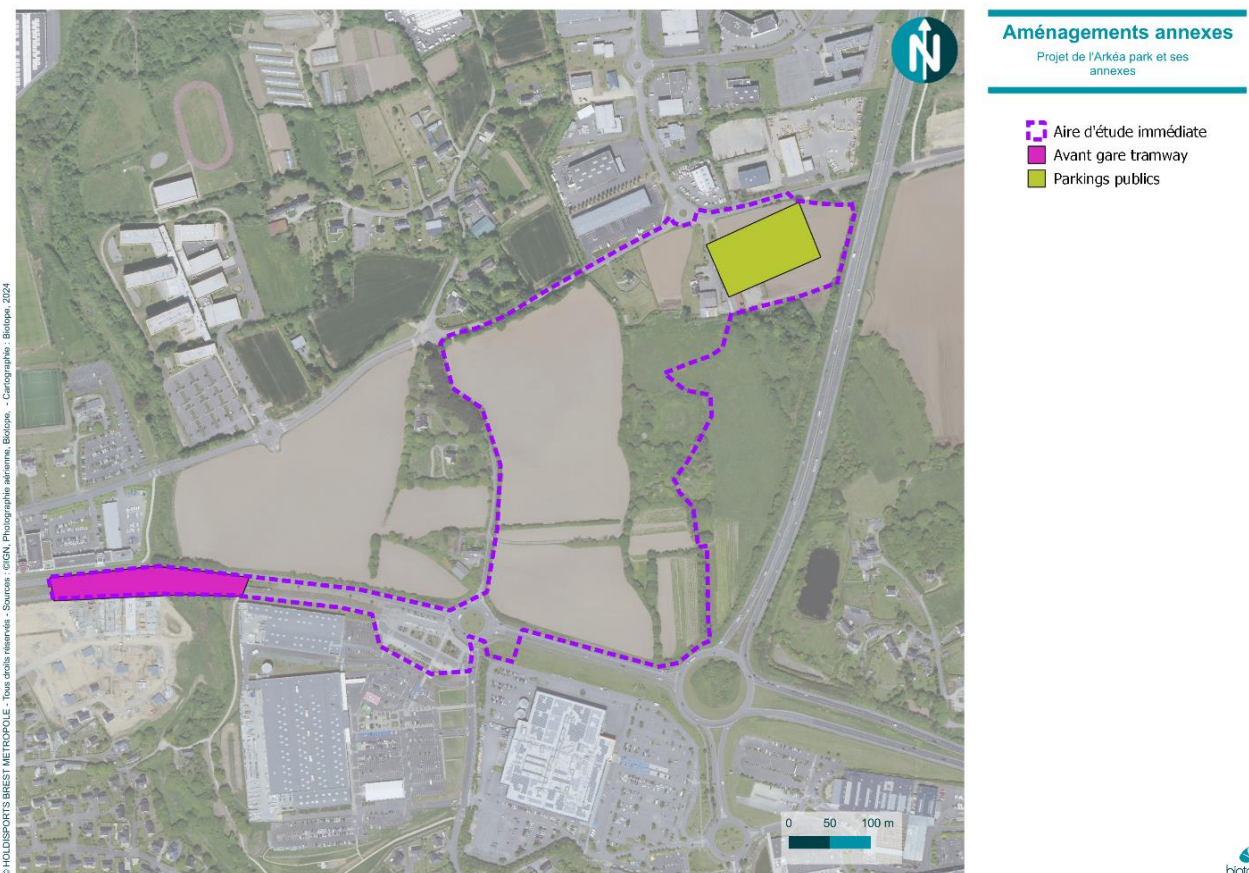 Aménagements annexes
Projet de l'Arkéa park et ses
annexes
Aire d'étude immédiate
Avant gare tramway
Parkings publics
N
0 50 100 m
© HOLDISPORTS BREST METROPOLE - Tous droits réservés - Sources : ©IGN, Photographie aérienne, Biotope. - Cartographie : Biotope, 2024